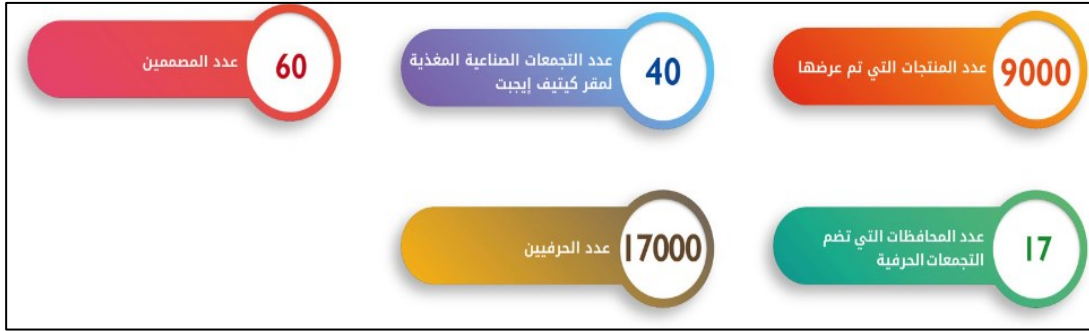 9000
عدد المنتجات التي تم عرضها
40
عدد التجمعات الصناعية المغذية
لمقر كيتيف إيجبت
60
عدد المصممين
17
عدد المحافظات التي تضم
التجمعات الحرفية
17000
عدد الحرفيين